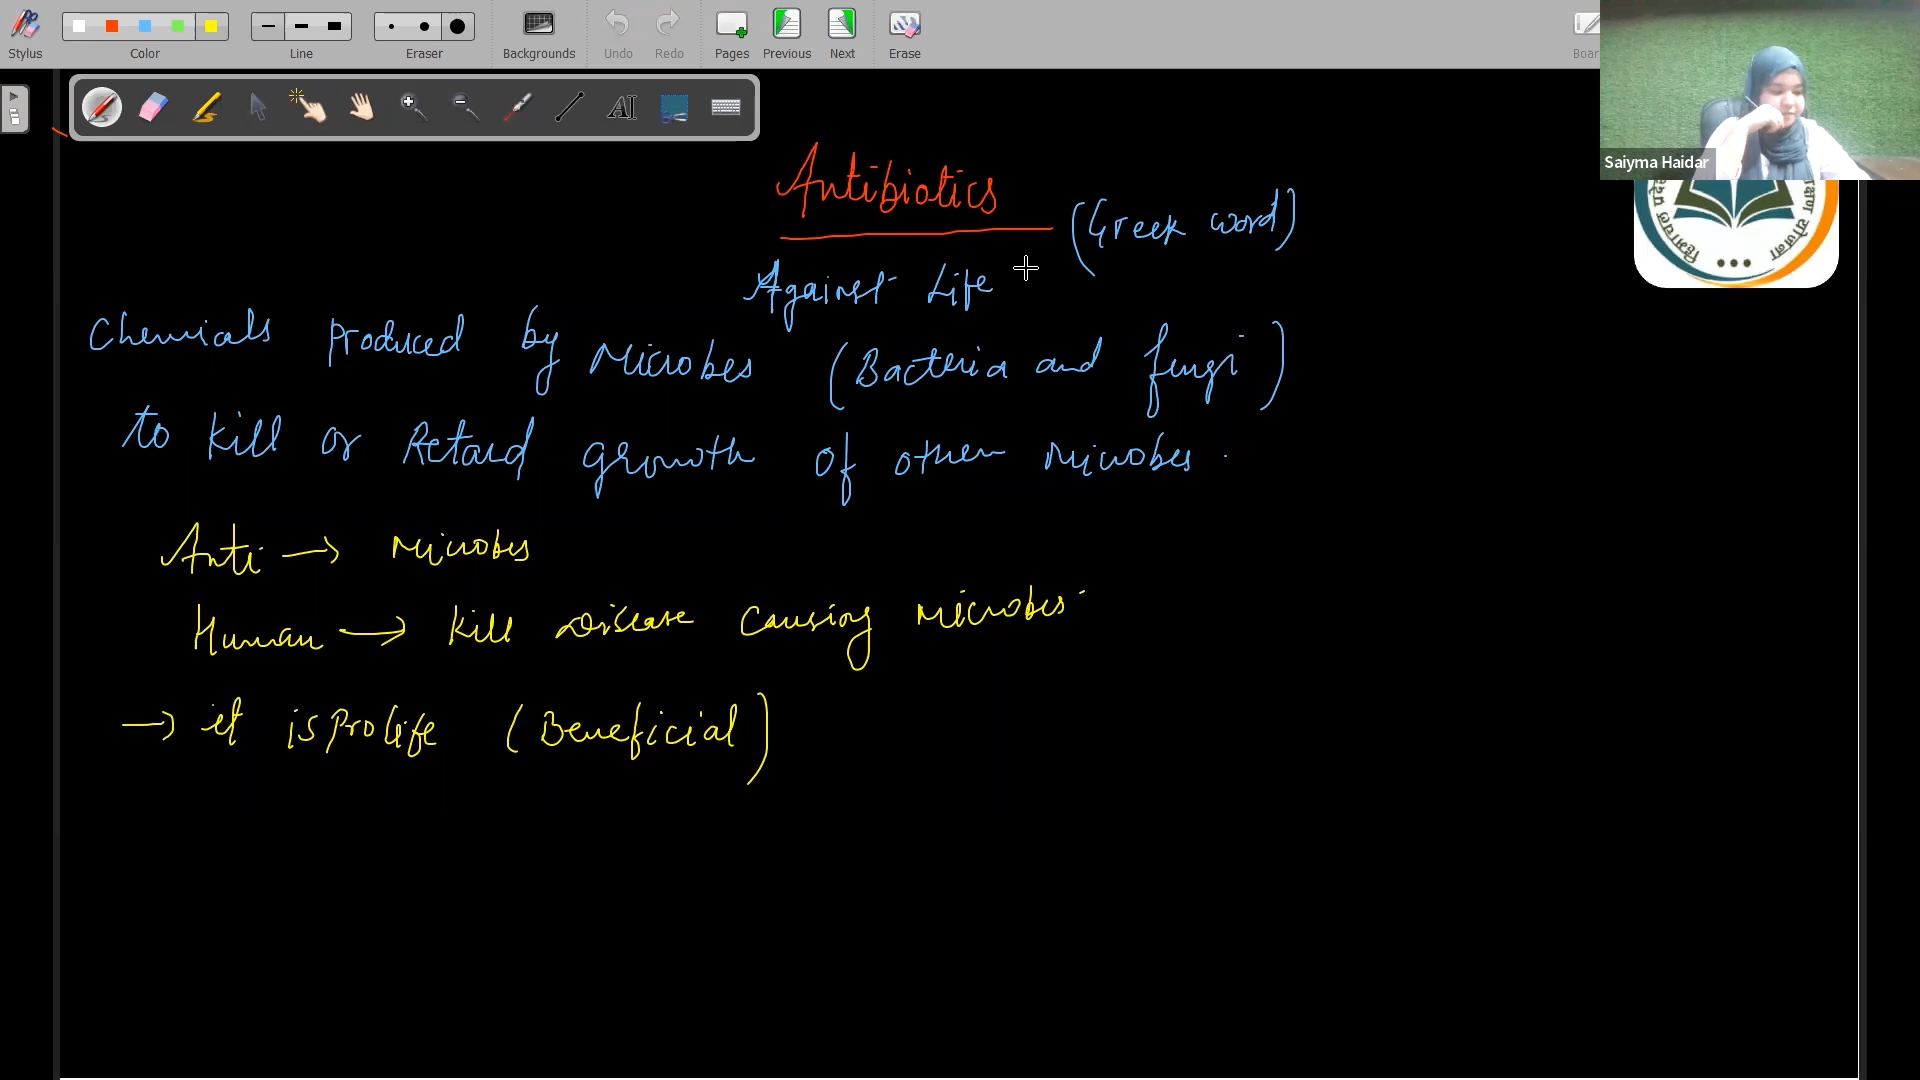 Stylus Color Line Eraser Backgrounds Undo Redo Pages Previous Next Erase Boar
Saiyma Haidar
Antibiotics
(Greek word)
Against Life
Chemicals Produced by Microbes (Bacteria and fungi)
to Kill or Retard growth of other Microbes.
Anti → Microbes
Human → Kill Disease Causing Microbes.
→ it is Prolife (Beneficial)